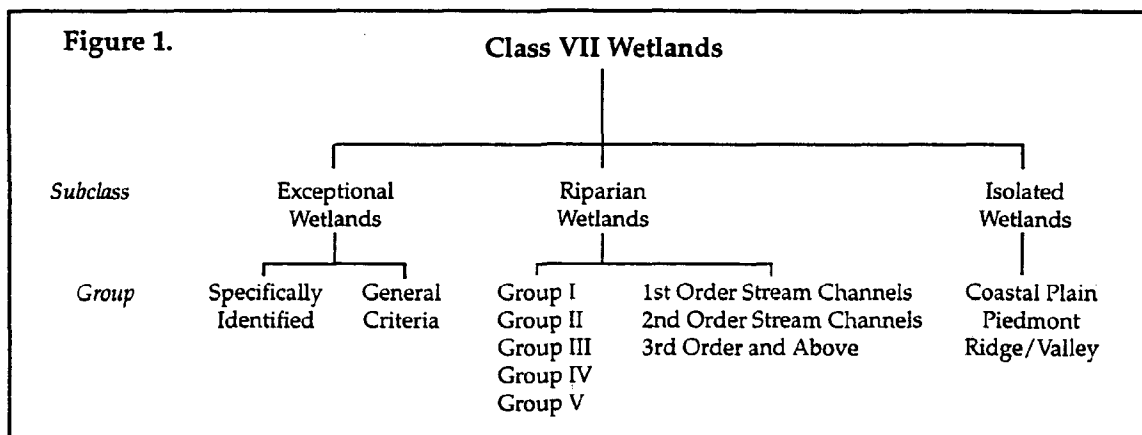 Figure 1.
Class VII Wetlands
Subclass
Exceptional
Wetlands
Riparian
Wetlands
Isolated
Wetlands
Group
Specifically
Identified
General
Criteria
Group I
Group II
Group III
Group IV
Group V
1st Order Stream Channels
2nd Order Stream Channels
3rd Order and Above
Coastal Plain
Piedmont
Ridge/Valley